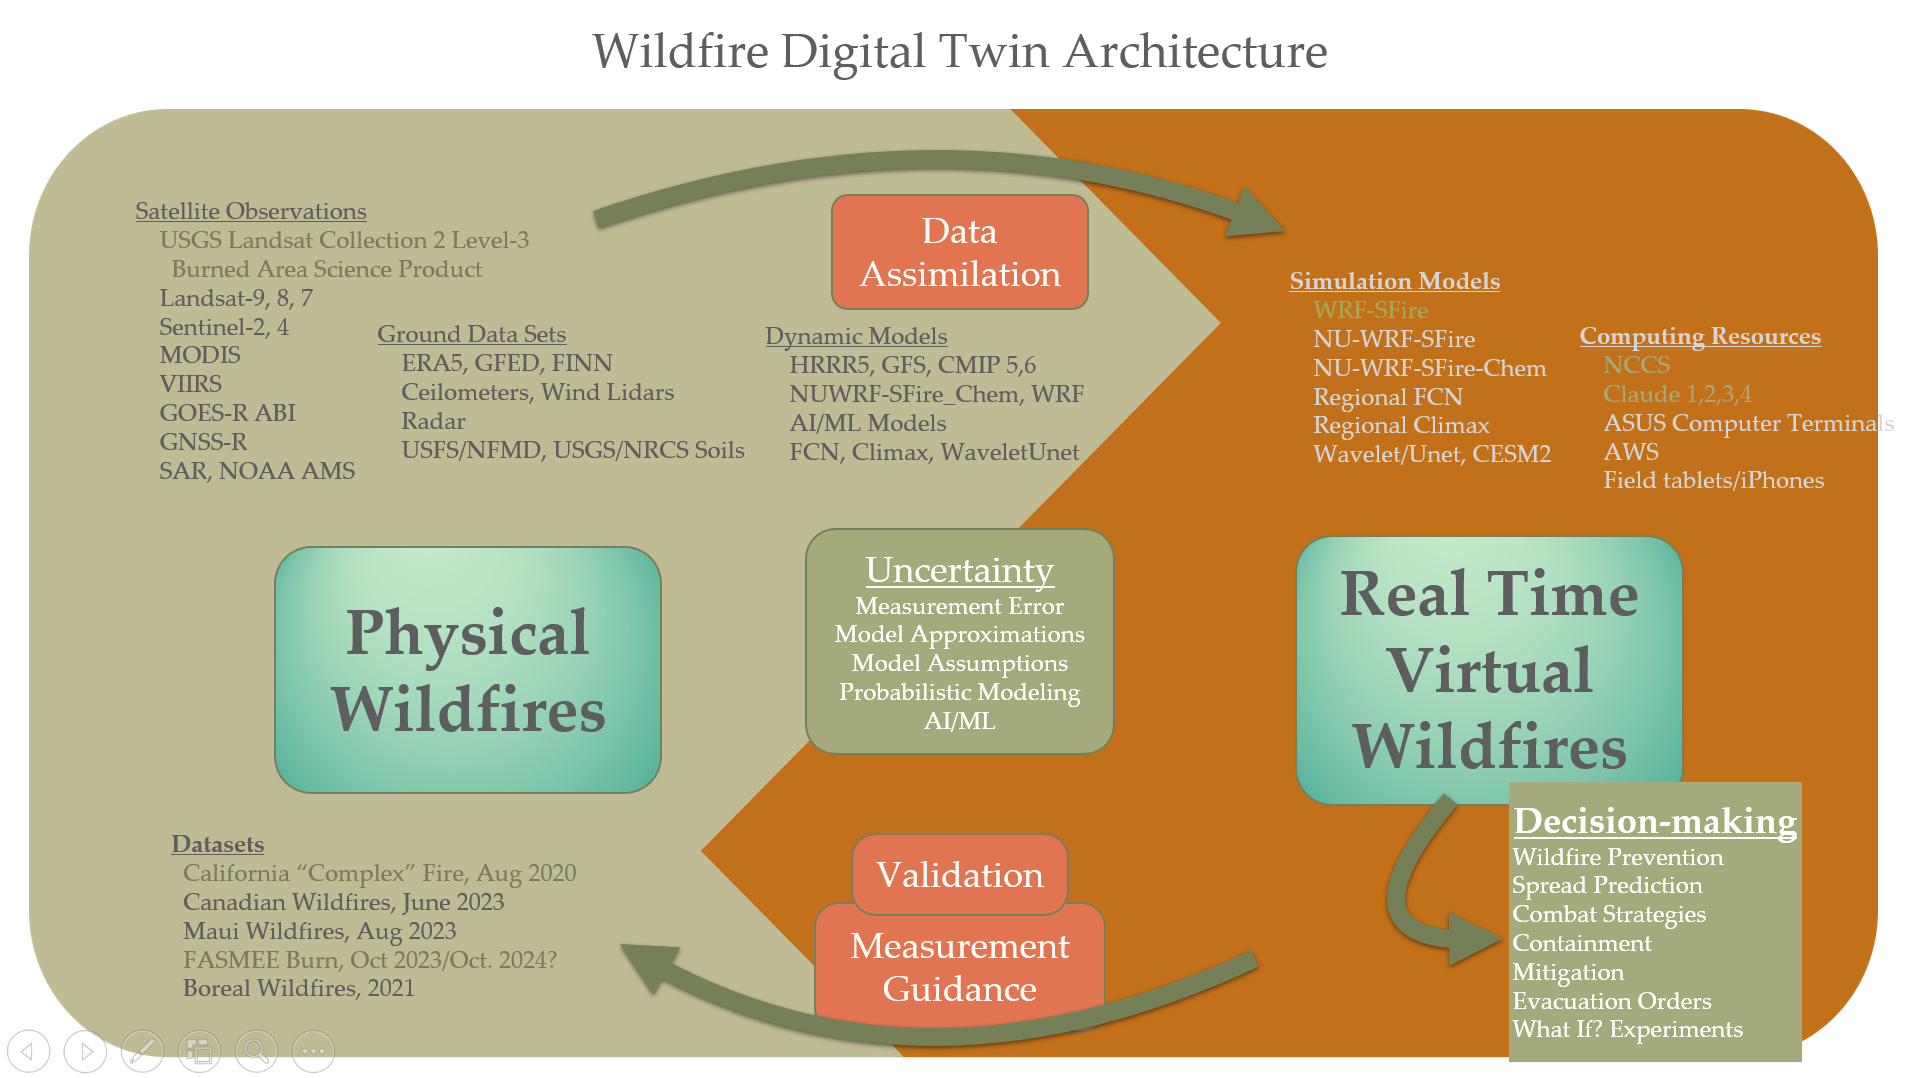 Wildfire Digital Twin Architecture
Satellite Observations
USGS Landsat Collection 2 Level-3
Burned Area Science Product
Landsat-9, 8, 7
Sentinel-2, 4
MODIS
VIIRS
GOES-R ABI
GNSS-R
SAR, NOAA AMS
Ground Data Sets
ERA5, GFED, FINN
Ceilometers, Wind Lidars
Radar
USFS/NFMD, USGS/NRCS Soils
Data
Assimilation
Dynamic Models
HRRR5, GFS, CMIP 5,6
NUWRF-SFire_Chem, WRF
AI/ML Models
FCN, Climax, WaveletUnet
Simulation Models
WRF-SFire
NU-WRF-SFire
NU-WRF-SFire-Chem
Regional FCN
Regional Climax
Wavelet/Unet, CESM2
Computing Resources
NCCS
Claude 1,2,3,4
ASUS Computer Terminals
AWS
Field tablets/iPhones
Physical
Wildfires
Uncertainty
Measurement Error
Model Approximations
Model Assumptions
Probabilistic Modeling
AI/ML
Real Time
Virtual
Wildfires
Datasets
California “Complex” Fire, Aug 2020
Canadian Wildfires, June 2023
Maui Wildfires, Aug 2023
FASMEE Burn, Oct 2023/Oct. 2024?
Boreal Wildfires, 2021
Validation
Measurement
Guidance
Decision-making
Wildfire Prevention
Spread Prediction
Combat Strategies
Containment
Mitigation
Evacuation Orders
What If? Experiments